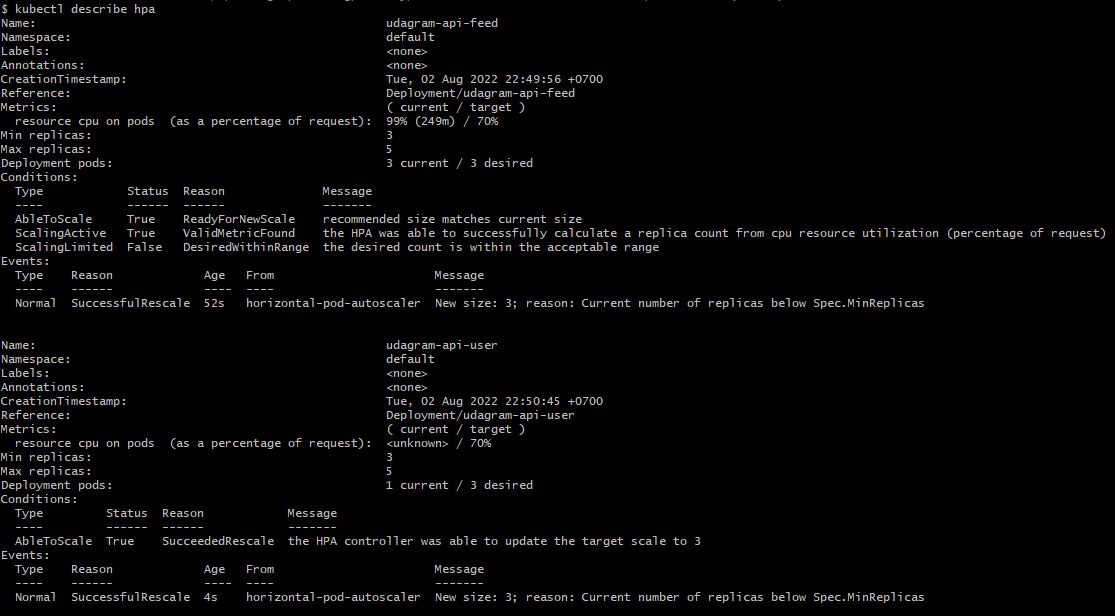 $ kubectl describe hpa
Name: udagram-api-feed
Namespace: default
Labels: <none>
Annotations: <none>
CreationTimestamp: Tue, 02 Aug 2022 22:49:56 +0700
Reference: Deployment/udagram-api-feed
Metrics: ( current / target )
resource cpu on pods (as a percentage of request): 99% (249m) / 70%
Min replicas: 3
Max replicas: 5
Deployment pods: 3 current / 3 desired
Conditions:
Type Status Reason Message
---- ------ ------ -------
AbleToScale True ReadyForNewScale recommended size matches current size
ScalingActive True ValidMetricFound the HPA was able to successfully calculate a replica count from cpu resource utilization (percentage of request)
ScalingLimited False DesiredWithinRange the desired count is within the acceptable range
Events:
Type Reason Age From Message
---- ------ ---- ---- -------
Normal SuccessfulRescale 52s horizontal-pod-autoscaler New size: 3; reason: Current number of replicas below Spec.MinReplicas
Name: udagram-api-user
Namespace: default
Labels: <none>
Annotations: <none>
CreationTimestamp: Tue, 02 Aug 2022 22:50:45 +0700
Reference: Deployment/udagram-api-user
Metrics: ( current / target )
resource cpu on pods (as a percentage of request): <unknown> / 70%
Min replicas: 3
Max replicas: 5
Deployment pods: 1 current / 3 desired
Conditions:
Type Status Reason Message
---- ------ ------ -------
AbleToScale True SucceededRescale the HPA controller was able to update the target scale to 3
Events:
Type Reason Age From Message
---- ------ ---- ---- -------
Normal SuccessfulRescale 4s horizontal-pod-autoscaler New size: 3; reason: Current number of replicas below Spec.MinReplicas